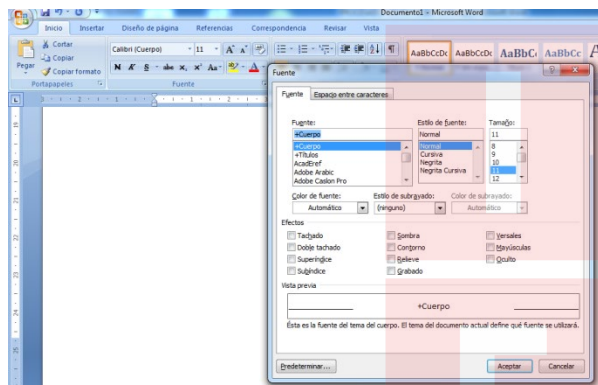 Documento1 - Microsoft Word
Inicio Insertar Diseño de página Referencias Correspondencia Revisar Vista
Cortar
Copiar
Copiar formato
Pegar
Calibri (Cuerpo) 11
N K S abc x₂ x² Aa
AaBbCcDc AaBbCcDc AaBbC AaBbCc
Portapapeles Fuente
Fuente
Fuente Espacio entre caracteres
Fuente: Estilo de fuente: Tamaño:
+Cuerpo Normal 11
+Cuerpo Normal 8
+Títulos Cursiva 9
AcadEref Negrita 10
Adobe Arabic Negrita Cursiva 11
Adobe Caslon Pro 12
Color de fuente: Estilo de subrayado: Color de subrayado:
Automático (ninguno) Automático
Efectos
Tachado Sombra Versales
Doble tachado Contorno Mayúsculas
Superíndice Relieve Oculto
Subíndice Grabado
Vista previa
+Cuerpo
Ésta es la fuente del tema del cuerpo. El tema del documento actual define qué fuente se utilizará.
Predeterminar... Aceptar Cancelar